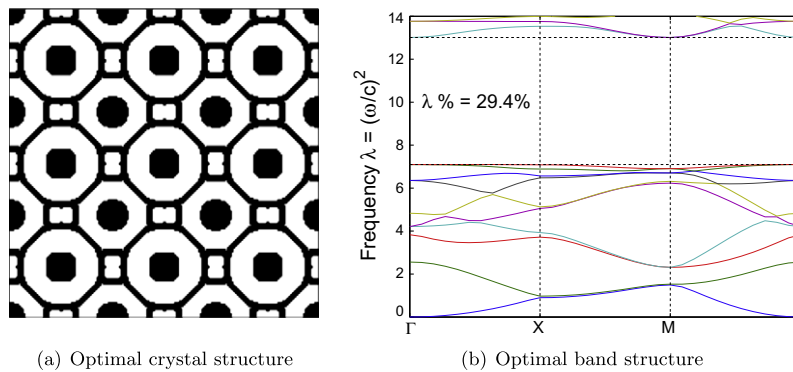 14
12
10
8
6
4
2
0
Frequency λ = (ω/c)²
λ % = 29.4%
Γ X M
(a) Optimal crystal structure
(b) Optimal band structure